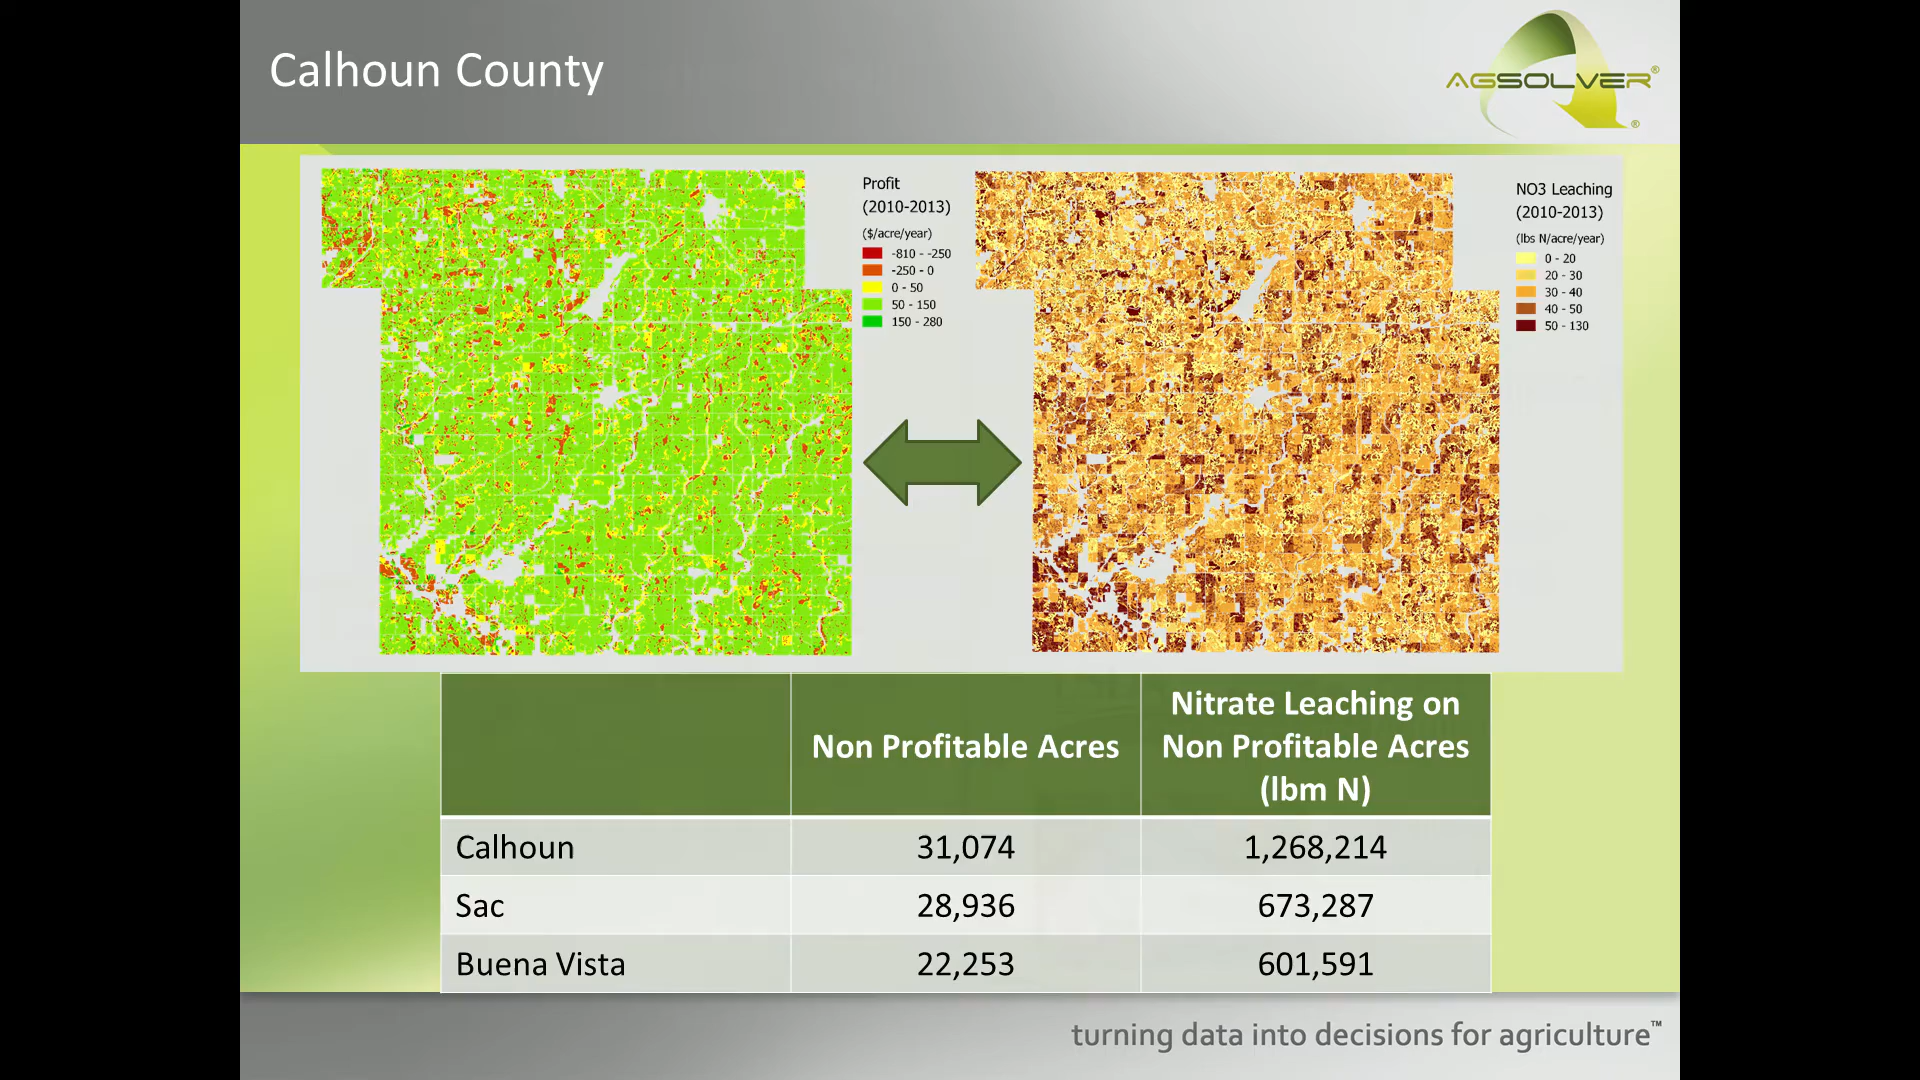 Calhoun County
AGSOLVER®
®
Profit
(2010-2013)
($/acre/year)
-810 - -250
-250 - 0
0 - 50
50 - 150
150 - 280
NO3 Leaching
(2010-2013)
(lbs N/acre/year)
0 - 20
20 - 30
30 - 40
40 - 50
50 - 130
Non Profitable Acres
Nitrate Leaching on
Non Profitable Acres
(lbm N)
Calhoun 31,074 1,268,214
Sac 28,936 673,287
Buena Vista 22,253 601,591
turning data into decisions for agriculture™